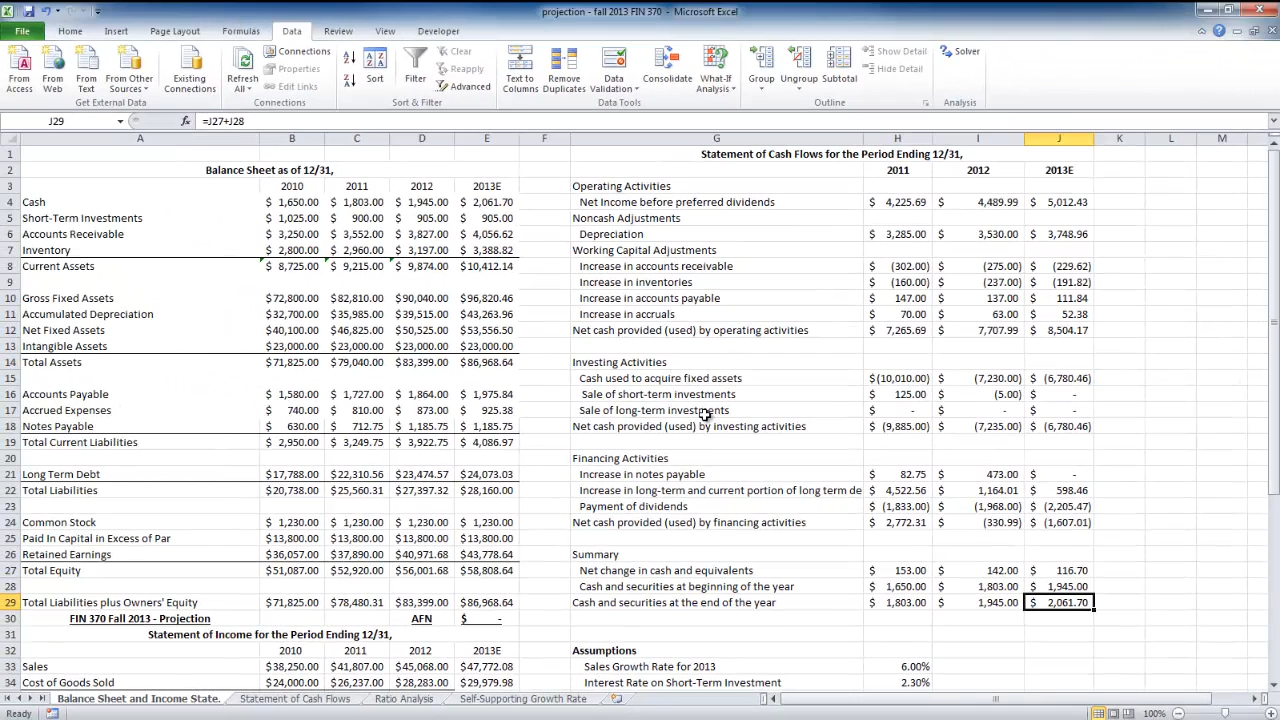 projection - fall 2013 FIN 370 - Microsoft Excel
File Home Insert Page Layout Formulas Data Review View Developer
From Access
From Web
From Text
From Other Sources
Existing Connections
Get External Data
Refresh All
Connections
Properties
Edit Links
Connections
Sort
Filter
Clear
Reapply
Advanced
Sort & Filter
Text to Columns
Remove Duplicates
Data Validation
Consolidate
What-If Analysis
Data Tools
Group
Ungroup
Subtotal
Show Detail
Hide Detail
Outline
Solver
Analysis
J29 fx =J27+J28
A B C D E F G H I J K L M
1 Statement of Cash Flows for the Period Ending 12/31,
2 Balance Sheet as of 12/31, 2011 2012 2013E
3 2010 2011 2012 2013E Operating Activities
4 Cash $ 1,650.00 $ 1,803.00 $ 1,945.00 $ 2,061.70 Net Income before preferred dividends $ 4,225.69 $ 4,489.99 $ 5,012.43
5 Short-Term Investments $ 1,025.00 $ 900.00 $ 905.00 $ 905.00 Noncash Adjustments
6 Accounts Receivable $ 3,250.00 $ 3,552.00 $ 3,827.00 $ 4,056.62 Depreciation $ 3,285.00 $ 3,530.00 $ 3,748.96
7 Inventory $ 2,800.00 $ 2,960.00 $ 3,197.00 $ 3,388.82 Working Capital Adjustments
8 Current Assets $ 8,725.00 $ 9,215.00 $ 9,874.00 $10,412.14 Increase in accounts receivable $ (302.00) $ (275.00) $ (229.62)
9 Increase in inventories $ (160.00) $ (237.00) $ (191.82)
10 Gross Fixed Assets $72,800.00 $82,810.00 $90,040.00 $96,820.46 Increase in accounts payable $ 147.00 $ 137.00 $ 111.84
11 Accumulated Depreciation $32,700.00 $35,985.00 $39,515.00 $43,263.96 Increase in accruals $ 70.00 $ 63.00 $ 52.38
12 Net Fixed Assets $40,100.00 $46,825.00 $50,525.00 $53,556.50 Net cash provided (used) by operating activities $ 7,265.69 $ 7,707.99 $ 8,504.17
13 Intangible Assets $23,000.00 $23,000.00 $23,000.00 $23,000.00
14 Total Assets $71,825.00 $79,040.00 $83,399.00 $86,968.64 Investing Activities
15 Cash used to acquire fixed assets $(10,010.00) $ (7,230.00) $ (6,780.46)
16 Accounts Payable $ 1,580.00 $ 1,727.00 $ 1,864.00 $ 1,975.84 Sale of short-term investments $ 125.00 $ (5.00) $ -
17 Accrued Expenses $ 740.00 $ 810.00 $ 873.00 $ 925.38 Sale of long-term investments $ - $ - $ -
18 Notes Payable $ 630.00 $ 712.75 $ 1,185.75 $ 1,185.75 Net cash provided (used) by investing activities $ (9,885.00) $ (7,235.00) $ (6,780.46)
19 Total Current Liabilities $ 2,950.00 $ 3,249.75 $ 3,922.75 $ 4,086.97
20 Financing Activities
21 Long Term Debt $17,788.00 $22,310.56 $23,474.57 $24,073.03 Increase in notes payable $ 82.75 $ 473.00 $ -
22 Total Liabilities $20,738.00 $25,560.31 $27,397.32 $28,160.00 Increase in long-term and current portion of long term de $ 4,522.56 $ 1,164.01 $ 598.46
23 Payment of dividends $ (1,833.00) $ (1,968.00) $ (2,205.47)
24 Common Stock $ 1,230.00 $ 1,230.00 $ 1,230.00 $ 1,230.00 Net cash provided (used) by financing activities $ 2,772.31 $ (330.99) $ (1,607.01)
25 Paid In Capital in Excess of Par $13,800.00 $13,800.00 $13,800.00 $13,800.00
26 Retained Earnings $36,057.00 $37,890.00 $40,971.68 $43,778.64 Summary
27 Total Equity $51,087.00 $52,920.00 $56,001.68 $58,808.64 Net change in cash and equivalents $ 153.00 $ 142.00 $ 116.70
28 Cash and securities at beginning of the year $ 1,650.00 $ 1,803.00 $ 1,945.00
29 Total Liabilities plus Owners' Equity $71,825.00 $78,480.31 $83,399.00 $86,968.64 Cash and securities at the end of the year $ 1,803.00 $ 1,945.00 $ 2,061.70
30 FIN 370 Fall 2013 - Projection AFN $ -
31 Statement of Income for the Period Ending 12/31,
32 2010 2011 2012 2013E Assumptions
33 Sales $38,250.00 $41,807.00 $45,068.00 $47,772.08 Sales Growth Rate for 2013 6.00%
34 Cost of Goods Sold $24,000.00 $26,237.00 $28,283.00 $29,979.98 Interest Rate on Short-Term Investment 2.30%
Balance Sheet and Income State. Statement of Cash Flows Ratio Analysis Self-Supporting Growth Rate
Ready 100%